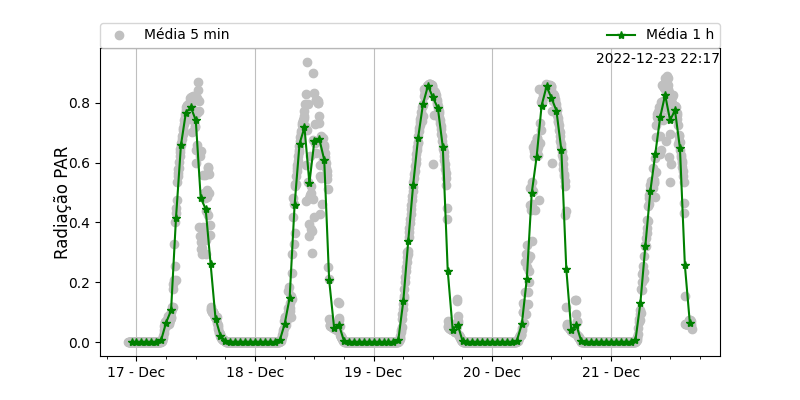 Média 5 min
Média 1 h
2022-12-23 22:17
Radiação PAR
0.8
0.6
0.4
0.2
0.0
17 - Dec
18 - Dec
19 - Dec
20 - Dec
21 - Dec